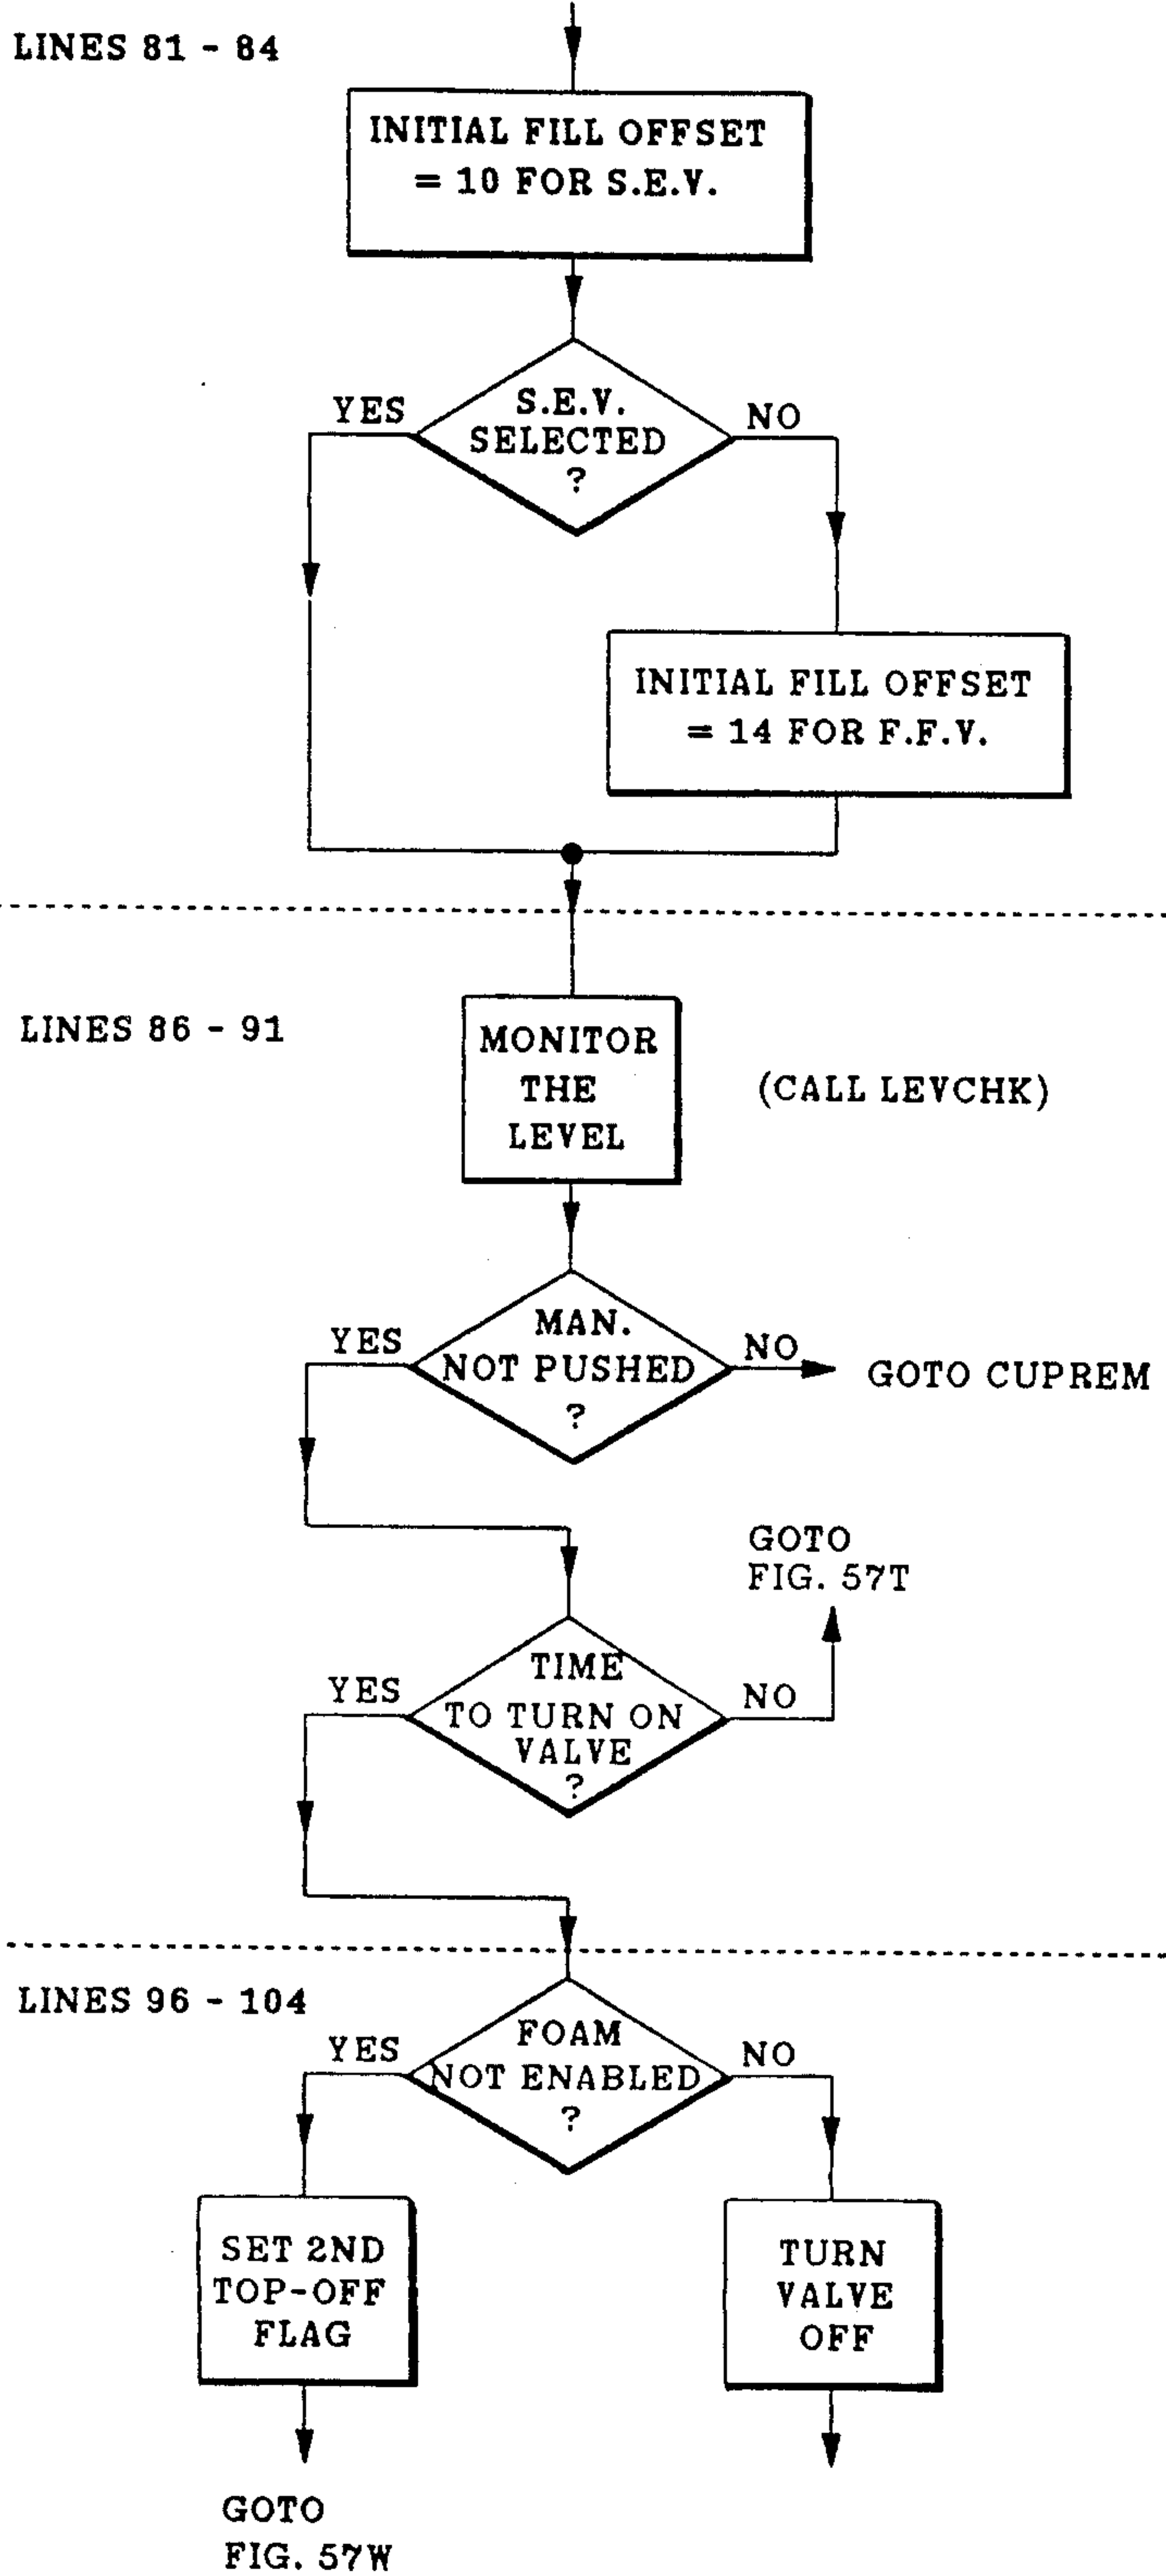 LINES 81 - 84
INITIAL FILL OFFSET
= 10 FOR S.E.V.
YES
S.E.V.
SELECTED
?
NO
INITIAL FILL OFFSET
= 14 FOR F.F.V.
LINES 86 - 91
MONITOR
THE
LEVEL
(CALL LEVCHK)
YES
MAN.
NOT PUSHED
?
NO
GOTO CUPREM
GOTO
FIG. 57T
YES
TIME
TO TURN ON
VALVE
?
NO
LINES 96 - 104
YES
FOAM
NOT ENABLED
?
NO
SET 2ND
TOP-OFF
FLAG
TURN
VALVE
OFF
GOTO
FIG. 57W